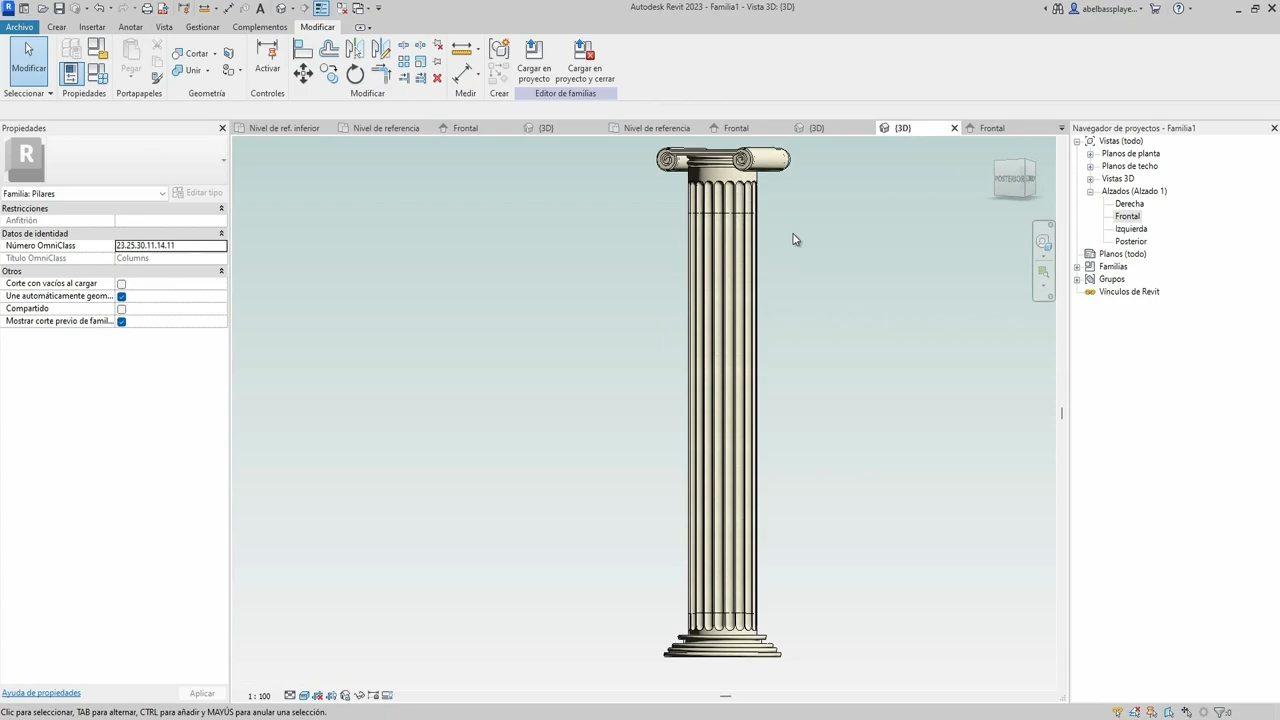 Autodesk Revit 2023 - Familia1 - Vista 3D: {3D}
abelbassplaye...
Archivo Crear Insertar Anotar Vista Gestionar Complementos Modificar
Modificar
Pegar
Cortar
Unir
Activar
Cargar en proyecto
Cargar en proyecto y cerrar
Seleccionar Propiedades Portapapeles Geometría Controles Modificar Medir Crear Editor de familias
Propiedades
Nivel de ref. inferior Nivel de referencia Frontal {3D} Nivel de referencia Frontal {3D} {3D} Frontal
Navegador de proyectos - Familia1
R
Familia: Pilares
Editar tipo
Restricciones
Anfitrión
Datos de identidad
Número OmniClass 23.25.30.11.14.11
Título OmniClass Columns
Otros
Corte con vacíos al cargar
Une automáticamente geom...
Compartido
Mostrar corte previo de famil...
POSTERIOR
Vistas (todo)
Planos de planta
Planos de techo
Vistas 3D
Alzados (Alzado 1)
Derecha
Frontal
Izquierda
Posterior
Planos (todo)
Familias
Grupos
Vínculos de Revit
Ayuda de propiedades
Aplicar
1 : 100
Clic para seleccionar, TAB para alternar, CTRL para añadir y MAYÚS para anular una selección.
:0